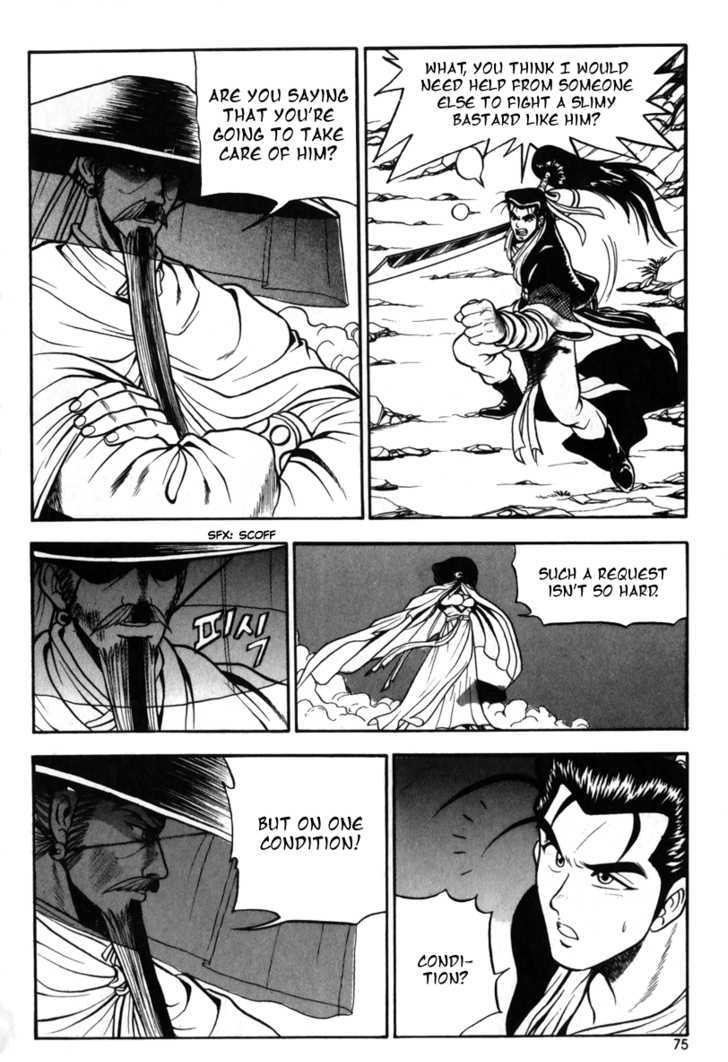 ARE YOU SAYING
THAT YOU'RE
GOING TO TAKE
CARE OF HIM?
WHAT, YOU THINK I WOULD
NEED HELP FROM SOMEONE
ELSE TO FIGHT A SLIMY
BASTARD LIKE HIM?
SFX: SCOFF
피식
SUCH A REQUEST
ISN'T SO HARD.
BUT ON ONE
CONDITION!
CONDI-
TION?
75